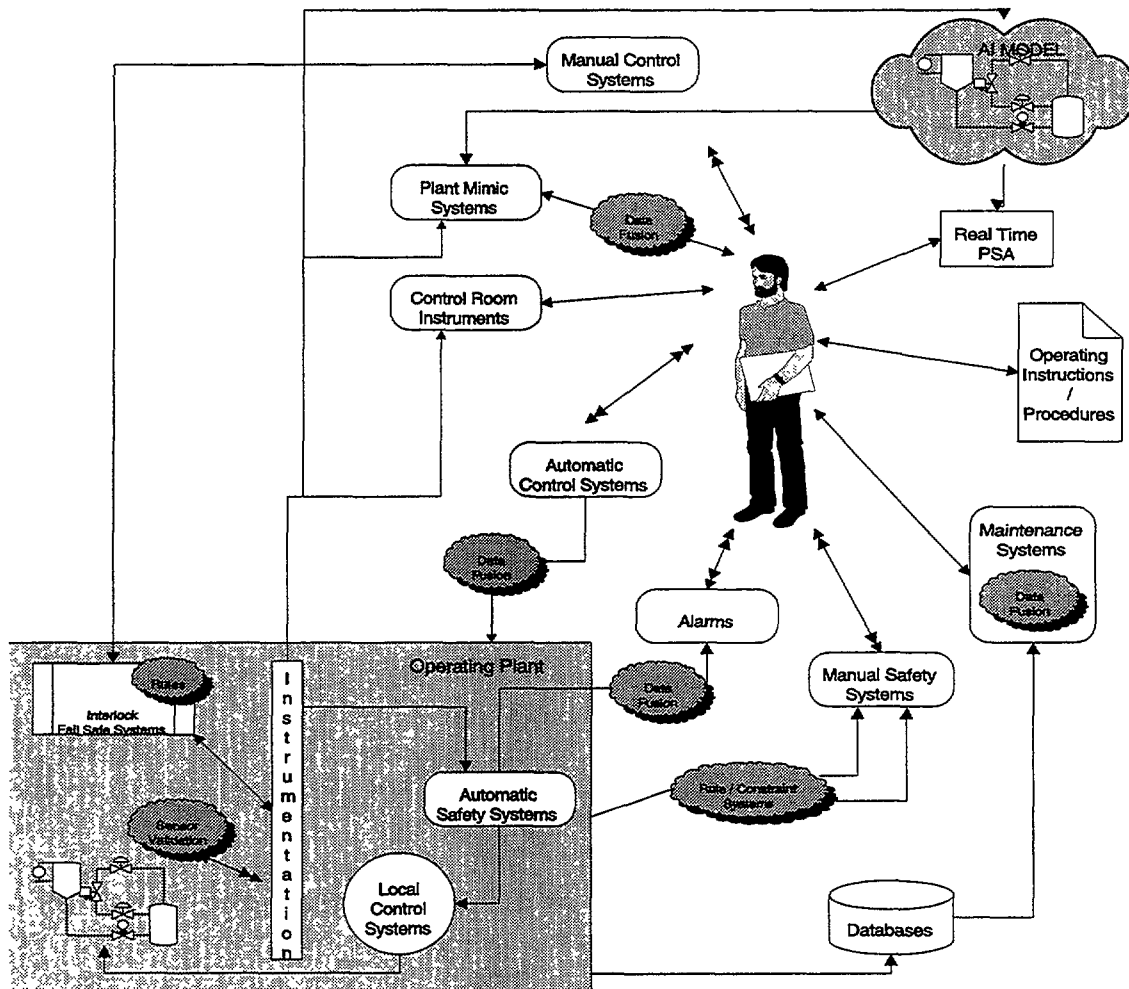 AI MODEL
Manual Control
Systems
Plant Mimic
Systems
Data
Fusion
Real Time
PSA
Control Room
Instruments
Operating
Instructions
/
Procedures
Automatic
Control Systems
Data
Fusion
Maintenance
Systems
Data
Fusion
Alarms
Operating Plant
Rules
Interlock
Fail Safe Systems
Instrumentation
Data
Fusion
Manual Safety
Systems
Automatic
Safety Systems
Rule / Constraint
Systems
Sensor
Validation
Local
Control
Systems
Databases